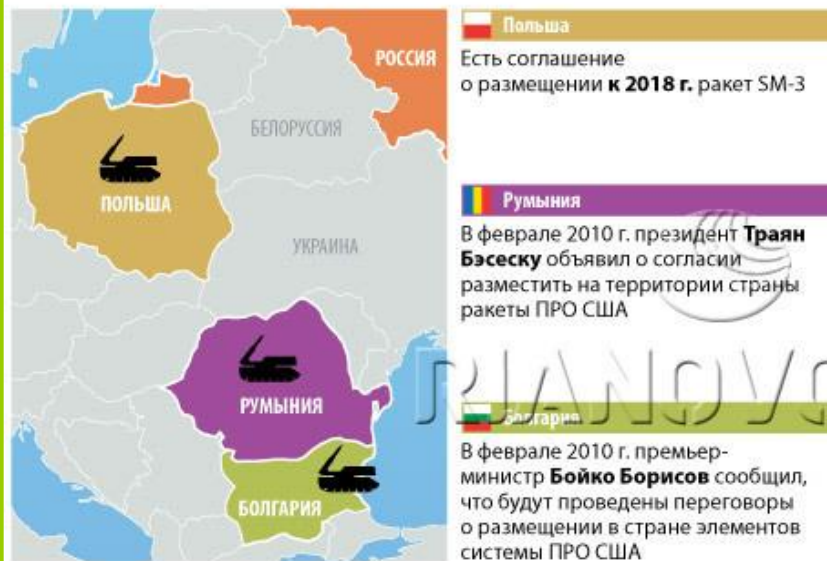 РОССИЯ
БЕЛОРУССИЯ
ПОЛЬША
УКРАИНА
РУМЫНИЯ
БОЛГАРИЯ
Польша
Есть соглашение
о размещении к 2018 г. ракет SM-3
Румыния
В феврале 2010 г. президент Траян
Бэсеску объявил о согласии
разместить на территории страны
ракеты ПРО США
RIANOVO
Болгария
В феврале 2010 г. премьер-
министр Бойко Борисов сообщил,
что будут проведены переговоры
о размещении в стране элементов
системы ПРО США